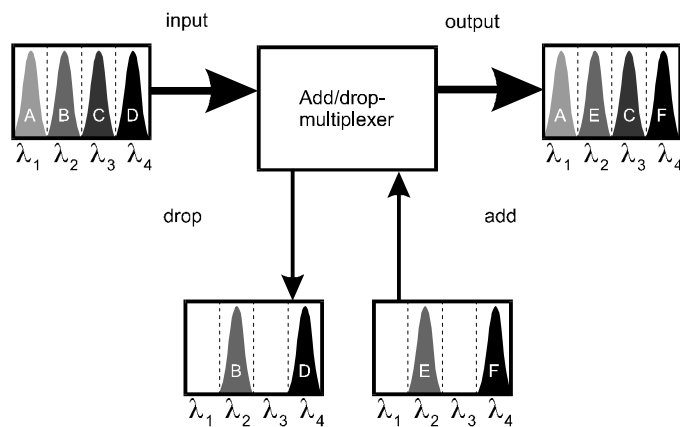 input
output
Add/drop-
multiplexer
A B C D
λ1 λ2 λ3 λ4
A E C F
λ1 λ2 λ3 λ4
drop
add
B D
λ1 λ2 λ3 λ4
E F
λ1 λ2 λ3 λ4